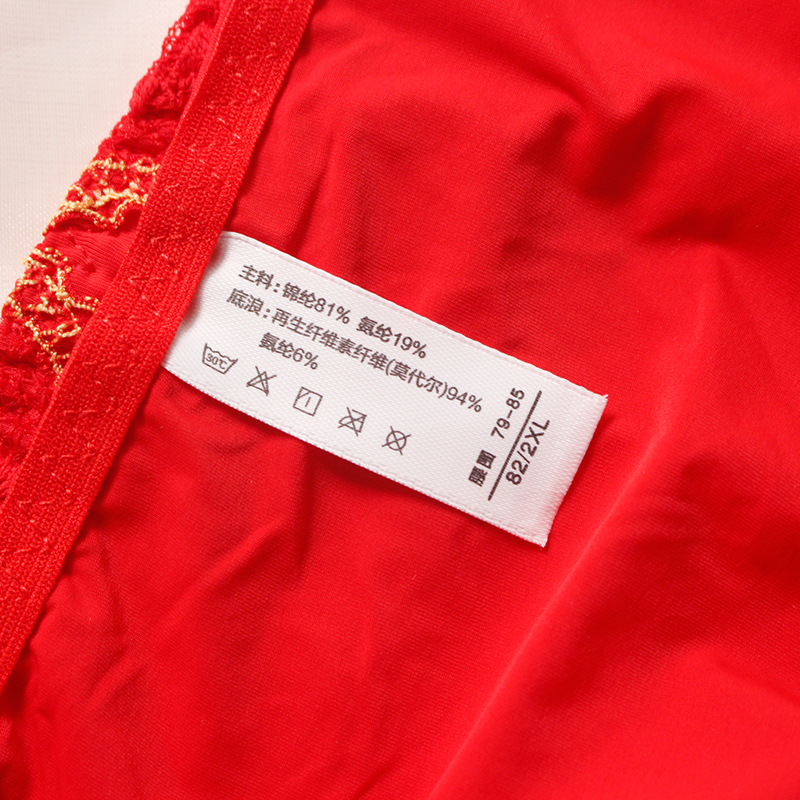 主料:锦纶81% 氨纶19%
底浪:再生纤维素纤维(莫代尔)94%
氨纶6%
30℃
腰围 79-85
82/2XL